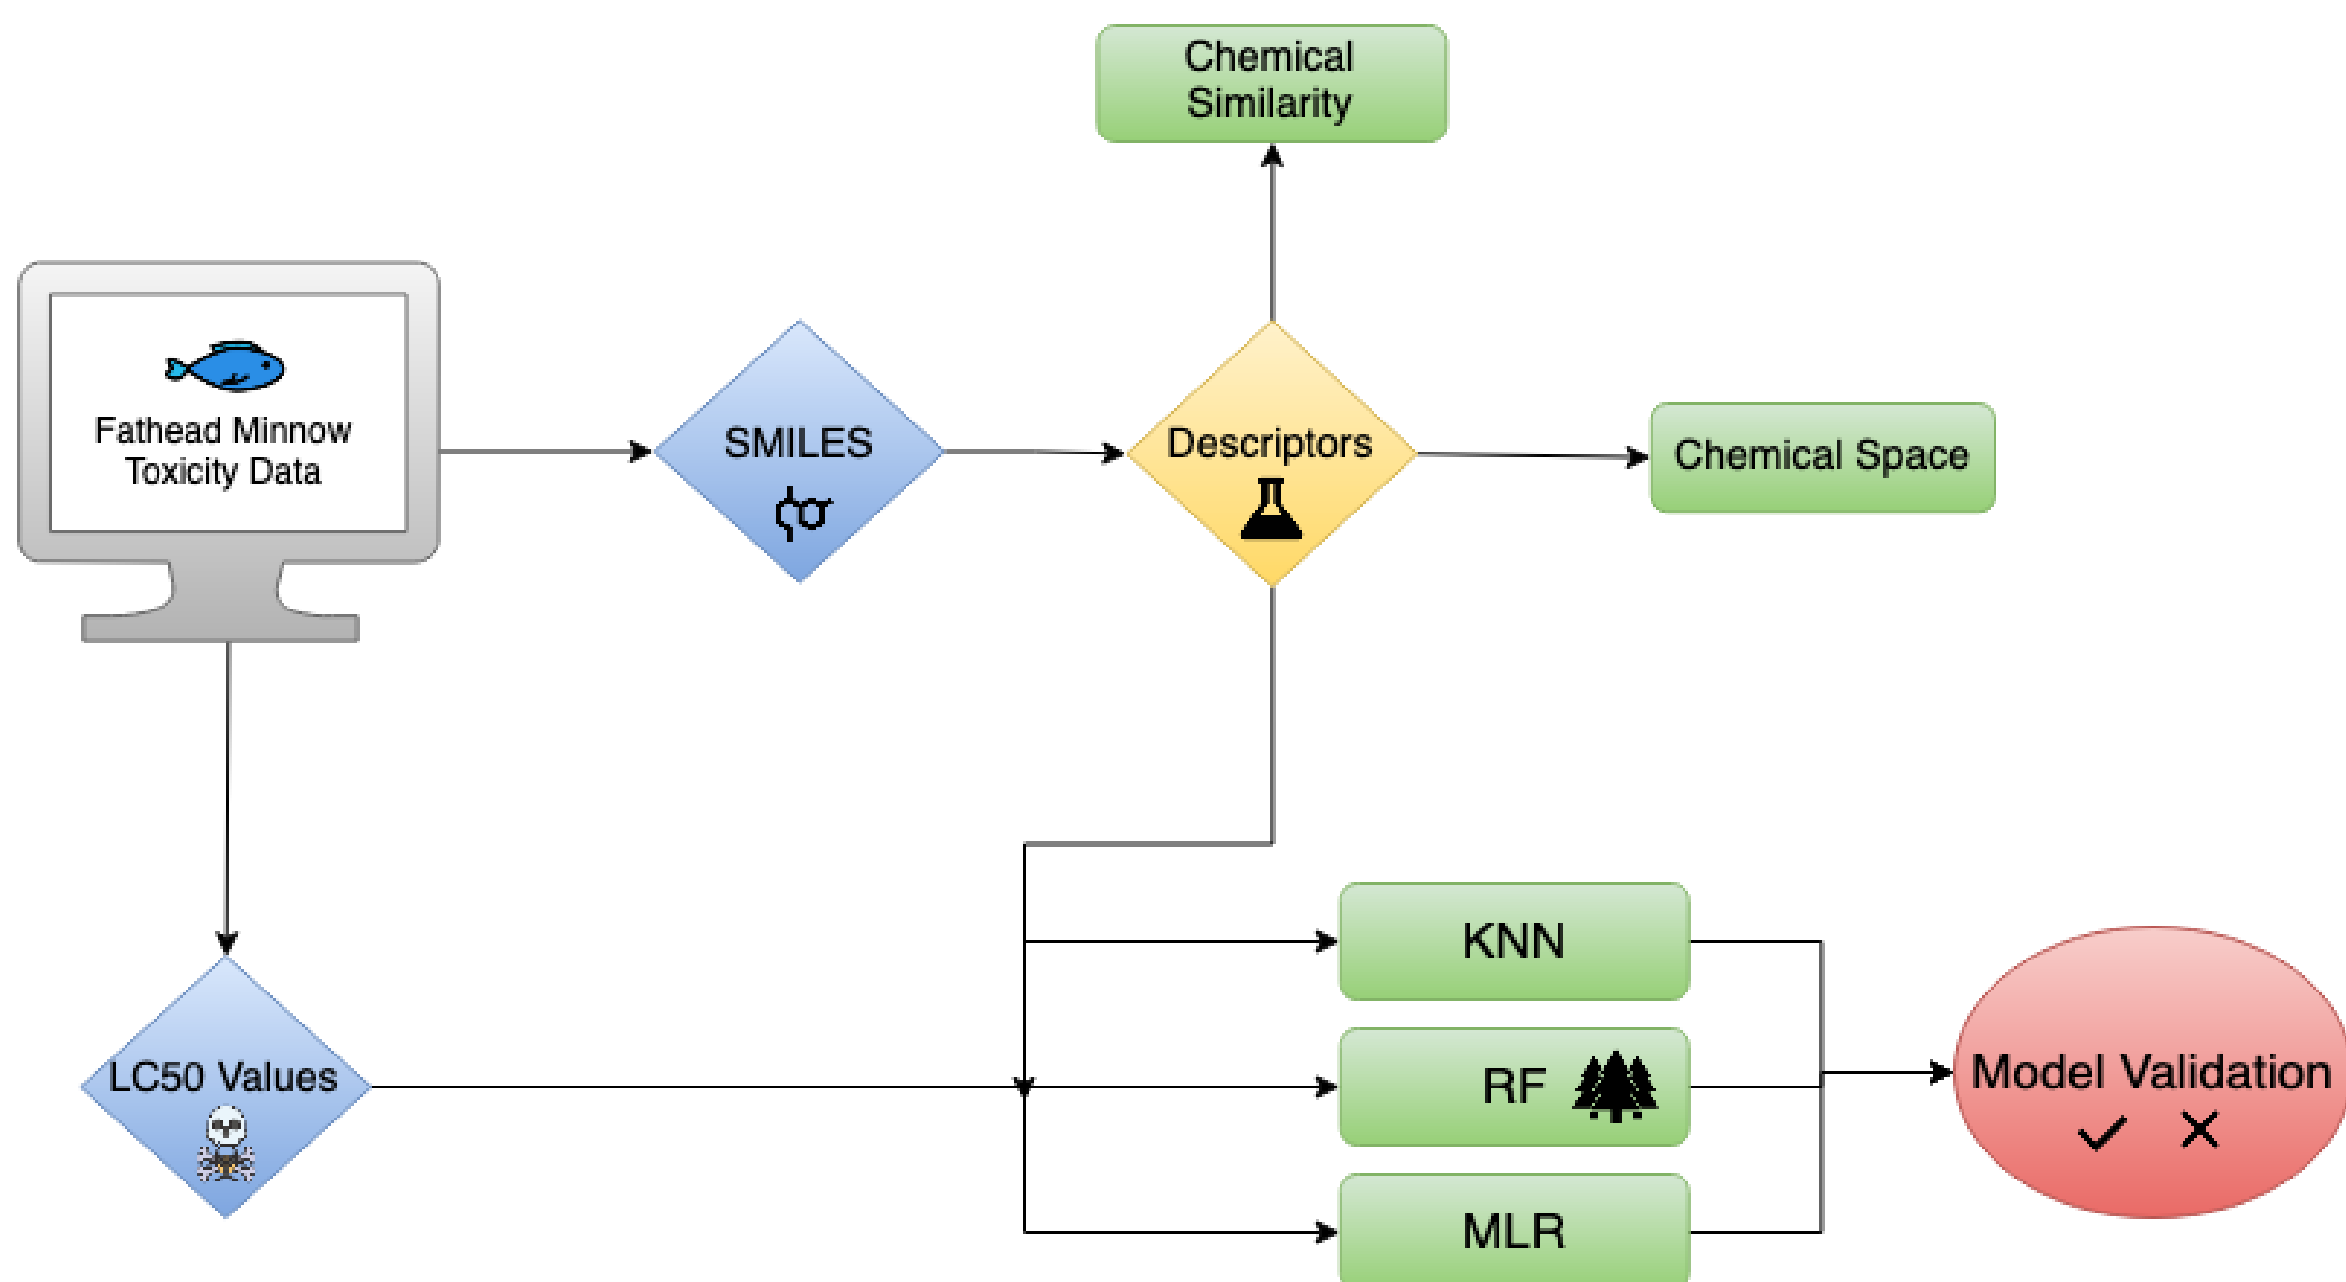 Chemical
Similarity
Fathead Minnow
Toxicity Data
SMILES
Descriptors
Chemical Space
KNN
LC50 Values
RF
Model Validation
MLR